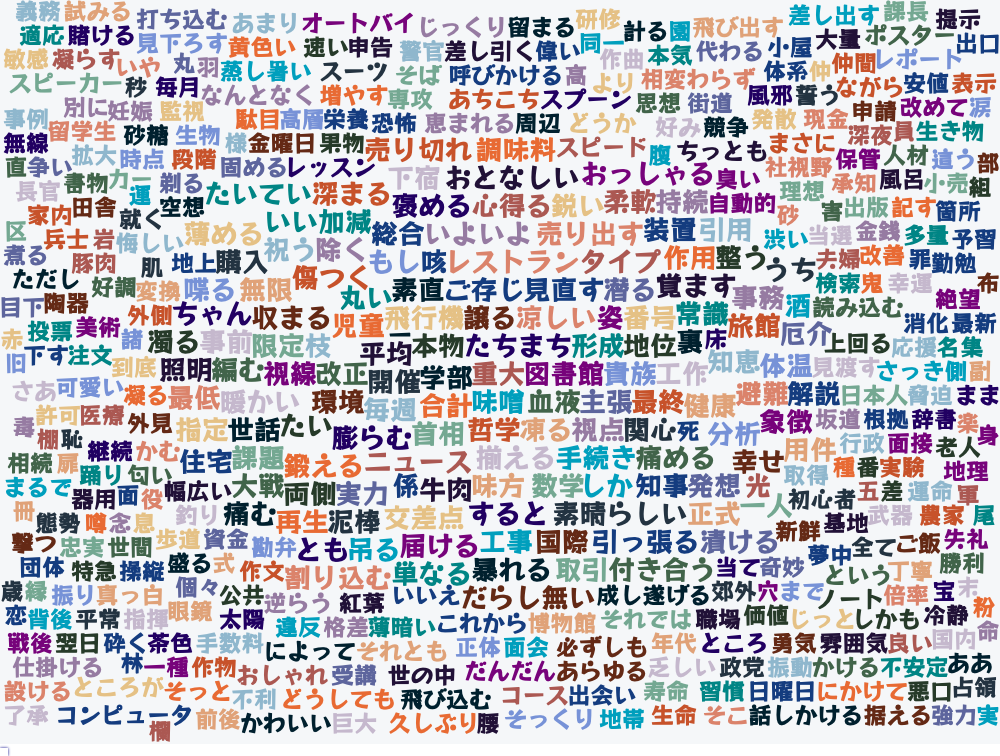 義務 試みる 打ち込む あまり オートバイ じっくり 留まる 研修 計る 園 飛び出す 差し出す 課長 提示
適応 賭ける 見下ろす 黄色い 速い 申告 警官 差し引く 偉い 同一 作曲 本気 代わる 小屋 大量 ポスター 出口
敏感 凝らす いや 丸 羽 蒸し暑い スーツ そば 呼びかける 高 より 相変わらず 体系 仲 仲間 レポート
スピーカー 秒 毎月 なんとなく 増やす 専攻 あちこち スプーン 思想 街道 風邪 誓う ながら 安値 表示
事例 別に 妊娠 監視 駄目 高層 栄養 恐怖 恵まれる 周辺 どうか 好み 競争 発散 現金 申請 改めて 涙
無線 留学生 砂糖 生物 様 金曜日 男物 売り切れ 調味料 スピード 腹 ちっとも まさに 深夜 員 生き物
直 争い 拡大 時点 段階 固める レッスン 下宿 おとなしい おっしゃる 臭い 社 視野 保管 人材 違う 部
長官 書物 カー 運 剃る たいてい 深まる 褒める 心得る 鋭い 柔軟 持続 自動的 理想 承知 風呂 小売 組
家内 田舎 就く 空想 いい加減 総合 いよいよ 売り出す 装置 引用 砂 害 出版 記す 箇所
区 兵士 岩 悔しい 薄める 祝う 除く もし 咳 レストラン タイプ 作用 整う うち 渋い 当選 金銭 多量 予習
煮る 豚肉 肌 地上 購入 傷つく 夫婦 改善 罪 勤勉
ただし 好調 変換 喋る 無限 丸い 素直 ご存じ 見直す 潜る 覚ます 事務 検索 鬼 幸運 絶望 布
目下 陶器 外側 ちゃん 収まる 児童 飛行機 譲る 涼しい 姿 番号 常識 旅館 酒 読み込む 消化 最新
赤 投票 美術 諸 濁る 事前 限定 枝 平均 本物 たちまち 形成 地位 裏 床 厄介 上回る 応援 名 集
旧 下す 注文 到底 照明 編む 視線 改正 開催 学部 重大 図書館 貴族 工作 知恵 体温 見渡す さっき 側 副
さあ 可愛い 凝る 最低 暖かい 環境 毎週 合計 味噌 血液 主張 最終 健康 避難 解説 日本人 脅迫 まま
毒 許可 医療 外見 指定 世話 たい 膨らむ 首相 哲学 凍る 視点 関心 死 分析 象徴 坂道 根拠 辞書 楽 身
棚 恥 継続 かむ 住宅 課題 鍛える ニュース 揃える 手続き 痛める 幸せ 用件 行政 面接 老人
相続 扉 踊り 匂い 取得 種 番 実験 地理
まるで 器用 面 役 幅広い 大戦 両側 実力 係 牛肉 味方 数学 しか 知事 発想 光 初心者 五 差 運命 軍
冊 態勢 噂 念 息 釣り 痛む 再生 泥棒 交差点 すると 素晴らしい 正式 一人 新鮮 基地 武器 農家 尾
撃つ 忠実 世間 歩道 資金 勘弁 とも 吊る 届ける 工事 国際 引っ張る 漬ける 夢中 全て ご飯 失礼
団体 特急 操縦 盛る 式 作文 割り込む 単なる 暴れる 取引 付き合う 当て 奇妙 という 丁寧 勝利
歳 縁 振り 真っ白 個々 公共 逆らう 紅葉 いいえ だらし無い 成し遂げる 郊外 穴 まで ノート 倍率 宝 末
恋 背後 平常 指揮 眼鏡 太陽 違反 格差 薄暗い これから 博物館 それでは 職場 価値 じっと しかも 冷静 粉
戦後 翌日 砕く 茶色 手数料 によって それとも 正体 面会 必ずしも 年代 ところ 勇気 雰囲気 良い 国内 命
仕掛ける 林 一種 作物 おしゃれ 受講 世の中 だんだん あらゆる 乏しい 政党 振動 かける 不安定 ああ
設ける ところが そっと 不利 どうしても 飛び込む コース 出会い 寿命 習慣 日曜日 にかけて 悪口 占領
了承 コンピュータ 欄 前後 かわいい 巨大 久しぶり 腰 そっくり 地帯 生命 そこ 話しかける 据える 強力 実